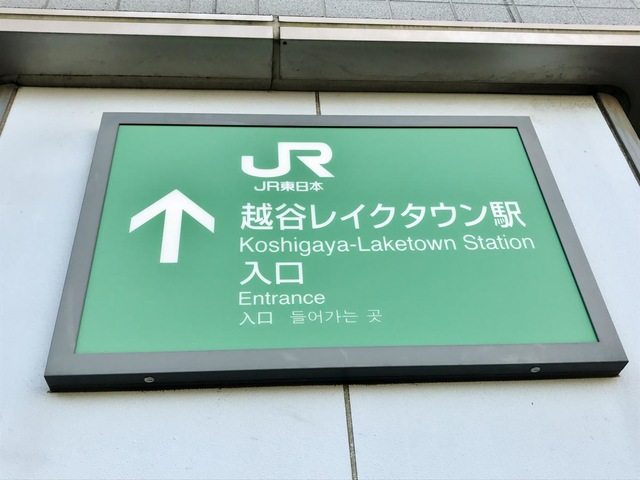 JR
JR東日本
越谷レイクタウン駅
Koshigaya-Laketown Station
入口
Entrance
入口 들어가는 곳